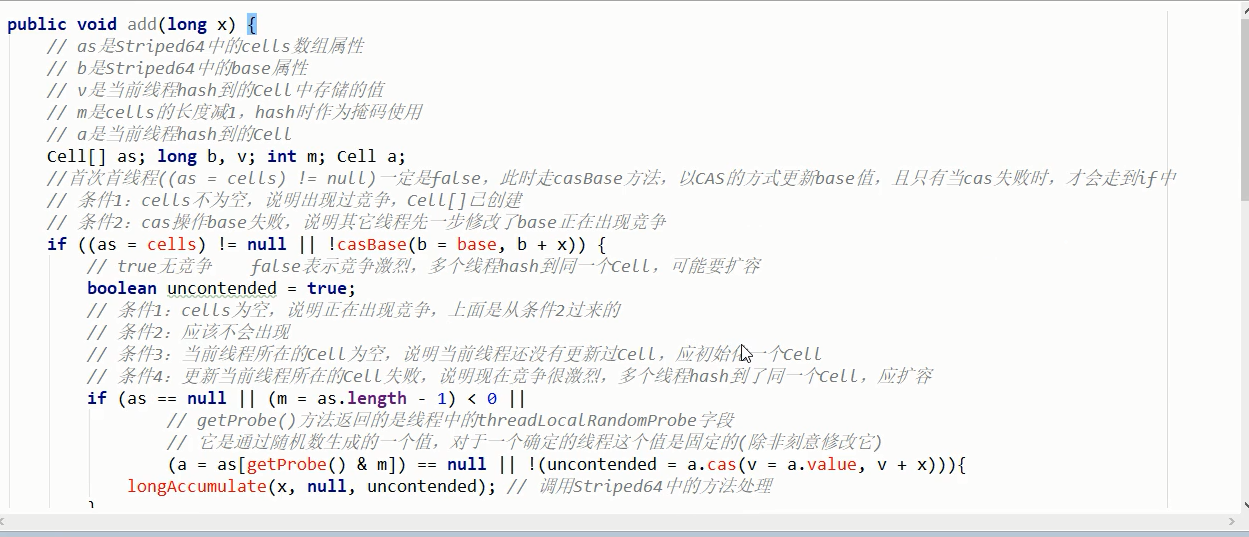 public void add(long x) {
// as是Striped64中的cells数组属性
// b是Striped64中的base属性
// v是当前线程hash到的Cell中存储的值
// m是cells的长度减1，hash时作为掩码使用
// a是当前线程hash到的Cell
Cell[] as; long b, v; int m; Cell a;
//首次首线程((as = cells) != null)一定是false，此时走casBase方法，以CAS的方式更新base值，且只有当cas失败时，才会走到if中
// 条件1：cells不为空，说明出现过竞争，Cell[]已创建
// 条件2：cas操作base失败，说明其它线程先一步修改了base正在出现竞争
if ((as = cells) != null || !casBase(b = base, b + x)) {
// true无竞争 false表示竞争激烈，多个线程hash到同一个Cell，可能要扩容
boolean uncontended = true;
// 条件1：cells为空，说明正在出现竞争，上面是从条件2过来的
// 条件2：应该不会出现
// 条件3：当前线程所在的Cell为空，说明当前线程还没有更新过Cell，应初始化一个Cell
// 条件4：更新当前线程所在的Cell失败，说明现在竞争很激烈，多个线程hash到了同一个Cell，应扩容
if (as == null || (m = as.length - 1) < 0 ||
// getProbe()方法返回的是线程中的threadLocalRandomProbe字段
// 它是通过随机数生成的一个值，对于一个确定的线程这个值是固定的(除非刻意修改它)
(a = as[getProbe() & m]) == null || !(uncontended = a.cas(v = a.value, v + x))){
longAccumulate(x, null, uncontended); // 调用Striped64中的方法处理
}